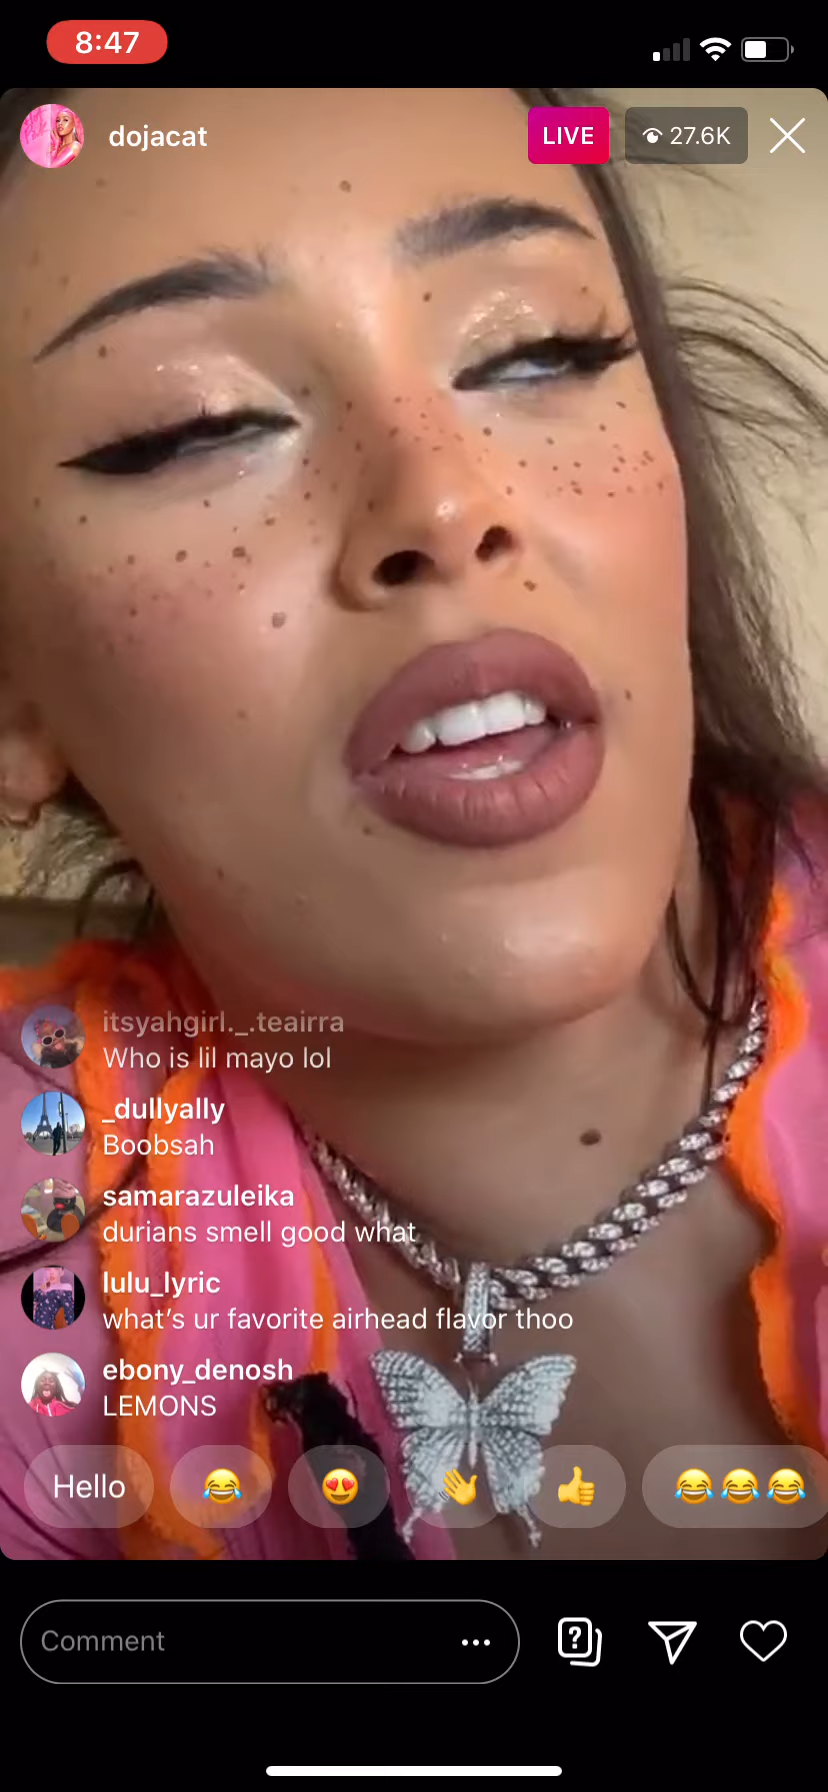 8:47
dojacat
LIVE
27.6K
itsyahgirl._.teairra
Who is lil mayo lol
_dullyally
Boobsah
samarazuleika
durians smell good what
lulu_lyric
what's ur favorite airhead flavor thoo
ebony_denosh
LEMONS
Hello 😂 😍 👋 👍 😂😂😂
Comment